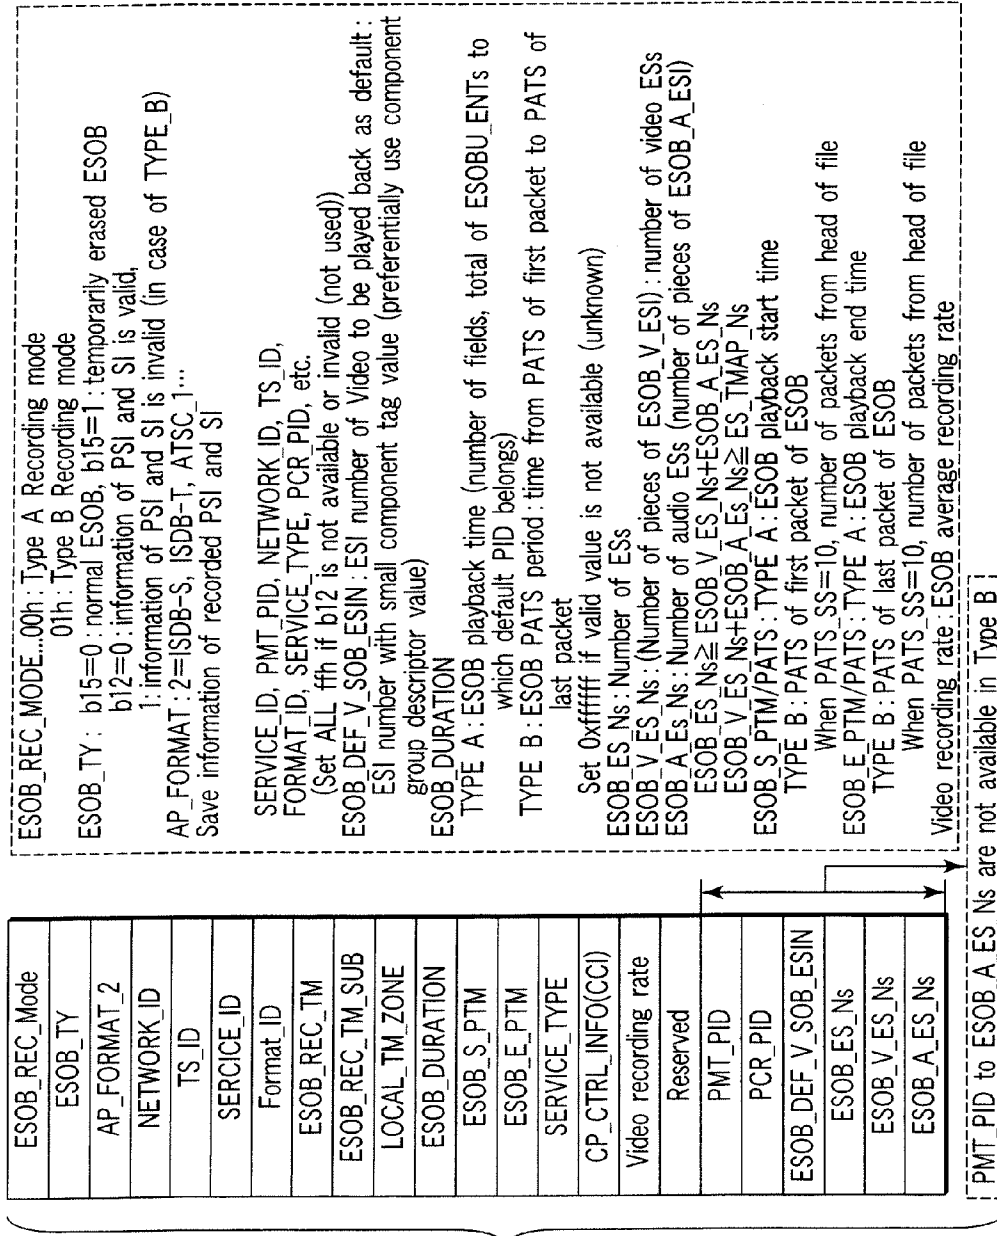 ESOB_REC_Mode
ESOB_TY
AP_FORMAT_2
NETWORK_ID
TS_ID
SERCICE_ID
Format_ID
ESOB_REC_TM
ESOB_REC_TM_SUB
LOCAL_TM_ZONE
ESOB_DURATION
ESOB_S_PTM
ESOB_E_PTM
SERVICE_TYPE
CP_CTRL_INFO(CCI)
Video recording rate
Reserved
PMT_PID
PCR_PID
ESOB_DEF_V_SOB_ESIN
ESOB_ES_Ns
ESOB_V_ES_Ns
ESOB_A_ES_Ns
ESOB_REC_MODE...00h : Type A Recording mode
01h : Type B Recording mode
ESOB_TY : b15=0 : normal ESOB, b15=1 : temporarily erased ESOB
b12=0 : information of PSI and SI is valid,
1 : information of PSI and SI is invalid (in case of TYPE_B)
AP_FORMAT : 2=ISDB-S, ISDB-T, ATSC_1...
Save information of recorded PSI and SI
SERVICE_ID, PMT_PID, NETWORK_ID, TS_ID,
FORMAT_ID, SERVICE_TYPE, PCR_PID, etc.
(Set ALL ffh if b12 is not available or invalid (not used))
ESOB_DEF_V_SOB_ESIN : ESI number of Video to be played back as default :
ESI number with small component tag value (preferentially use component
group descriptor value)
ESOB_DURATION
TYPE A : ESOB playback time (number of fields, total of ESOBU_ENTs to
which default PID belongs)
TYPE B : ESOB PATS period : time from PATS of first packet to PATS of
last packet
Set 0xffffff if valid value is not available (unknown)
ESOB_ES_Ns : Number of ESs
ESOB_V_ES_Ns : (Number of pieces of ESOB_V_ESI) : number of video ESs
ESOB_A_Es_Ns : Number of audio ESs (number of pieces of ESOB_A_ESI)
ESOB_ES_Ns≧ ESOB_V_ES_Ns+ESOB_A_ES_Ns
ESOB_V_ES_Ns+ESOB_A_Es_Ns≧ ES_TMAP_Ns
ESOB_S_PTM/PATS : TYPE A : ESOB playback start time
TYPE B : PATS of first packet of ESOB
When PATS_SS=10, number of packets from head of file
ESOB_E_PTM/PATS : TYPE A : ESOB playback end time
TYPE B : PATS of last packet of ESOB
When PATS_SS=10, number of packets from head of file
Video recording rate : ESOB average recording rate
PMT_PID to ESOB_A_ES_Ns are not available in Type B